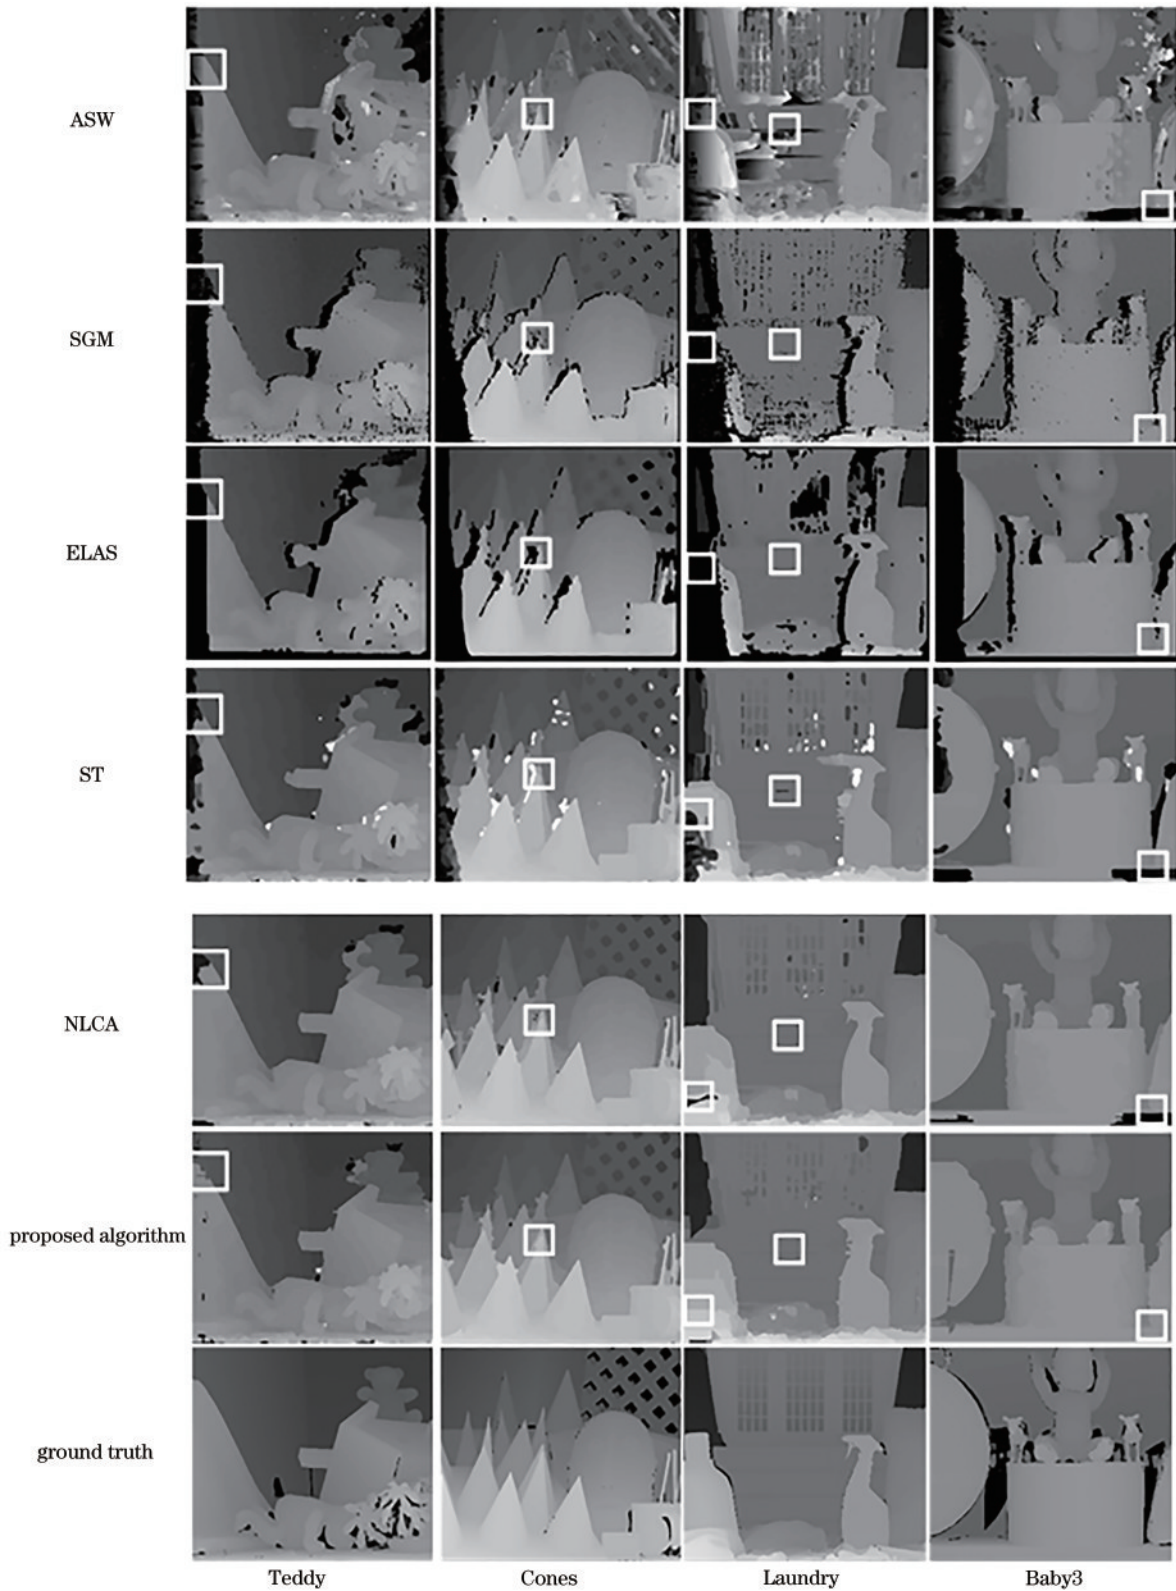 ASW
SGM
ELAS
ST
NLCA
proposed algorithm
ground truth
Teddy
Cones
Laundry
Baby3